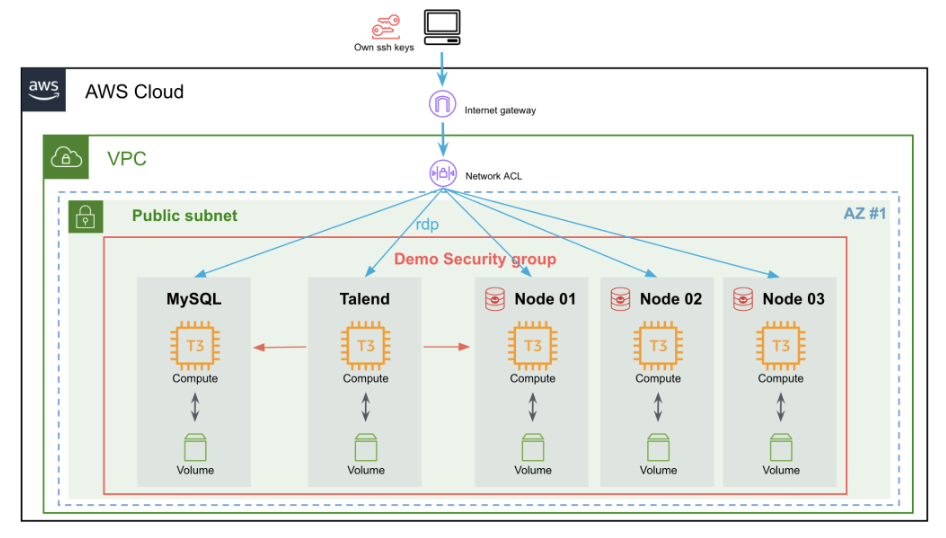 Own ssh keys
aws
AWS Cloud
Internet gateway
VPC
Network ACL
Public subnet
AZ #1
rdp
Demo Security group
MySQL
Talend
Node 01
Node 02
Node 03
T3
T3
T3
T3
T3
Compute
Compute
Compute
Compute
Compute
Volume
Volume
Volume
Volume
Volume